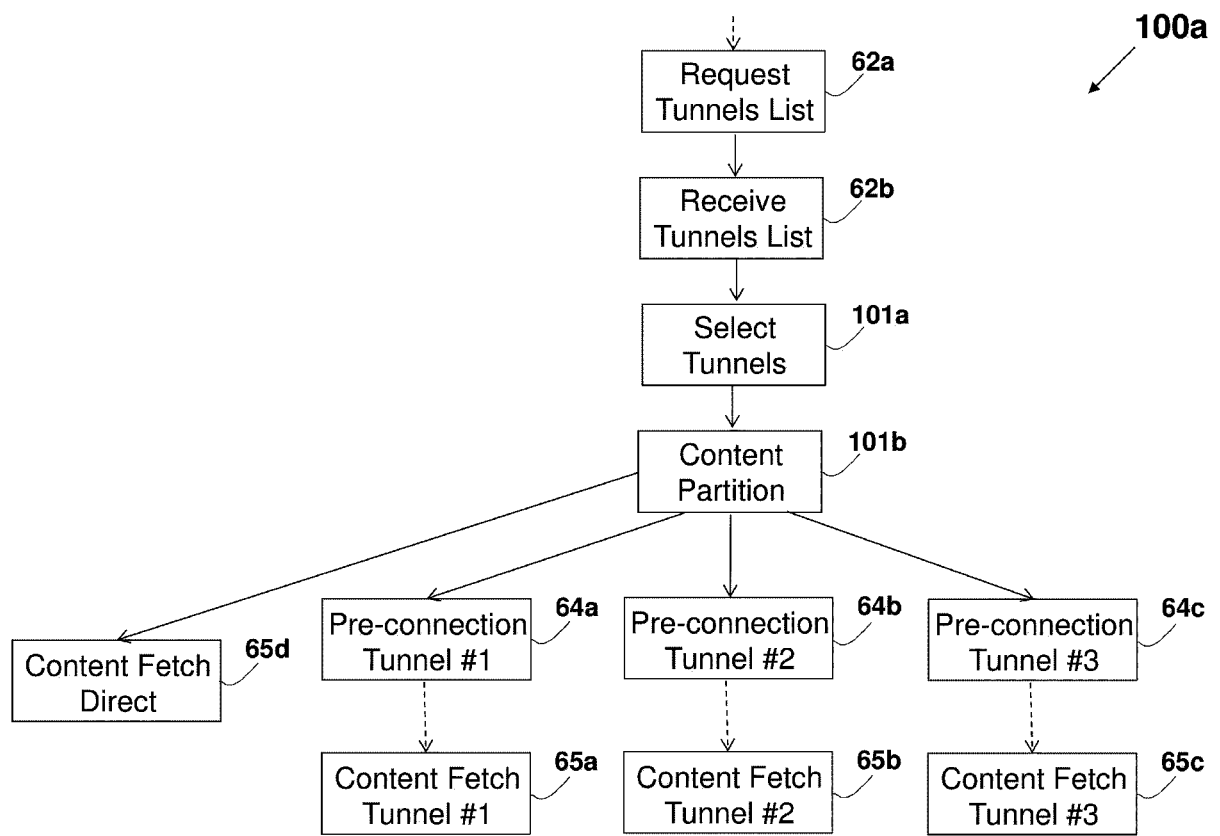 100a
62a
Request
Tunnels List
62b
Receive
Tunnels List
101a
Select
Tunnels
101b
Content
Partition
64a
Pre-connection
Tunnel #1
64b
Pre-connection
Tunnel #2
64c
Pre-connection
Tunnel #3
65d
Content Fetch
Direct
65a
Content Fetch
Tunnel #1
65b
Content Fetch
Tunnel #2
65c
Content Fetch
Tunnel #3